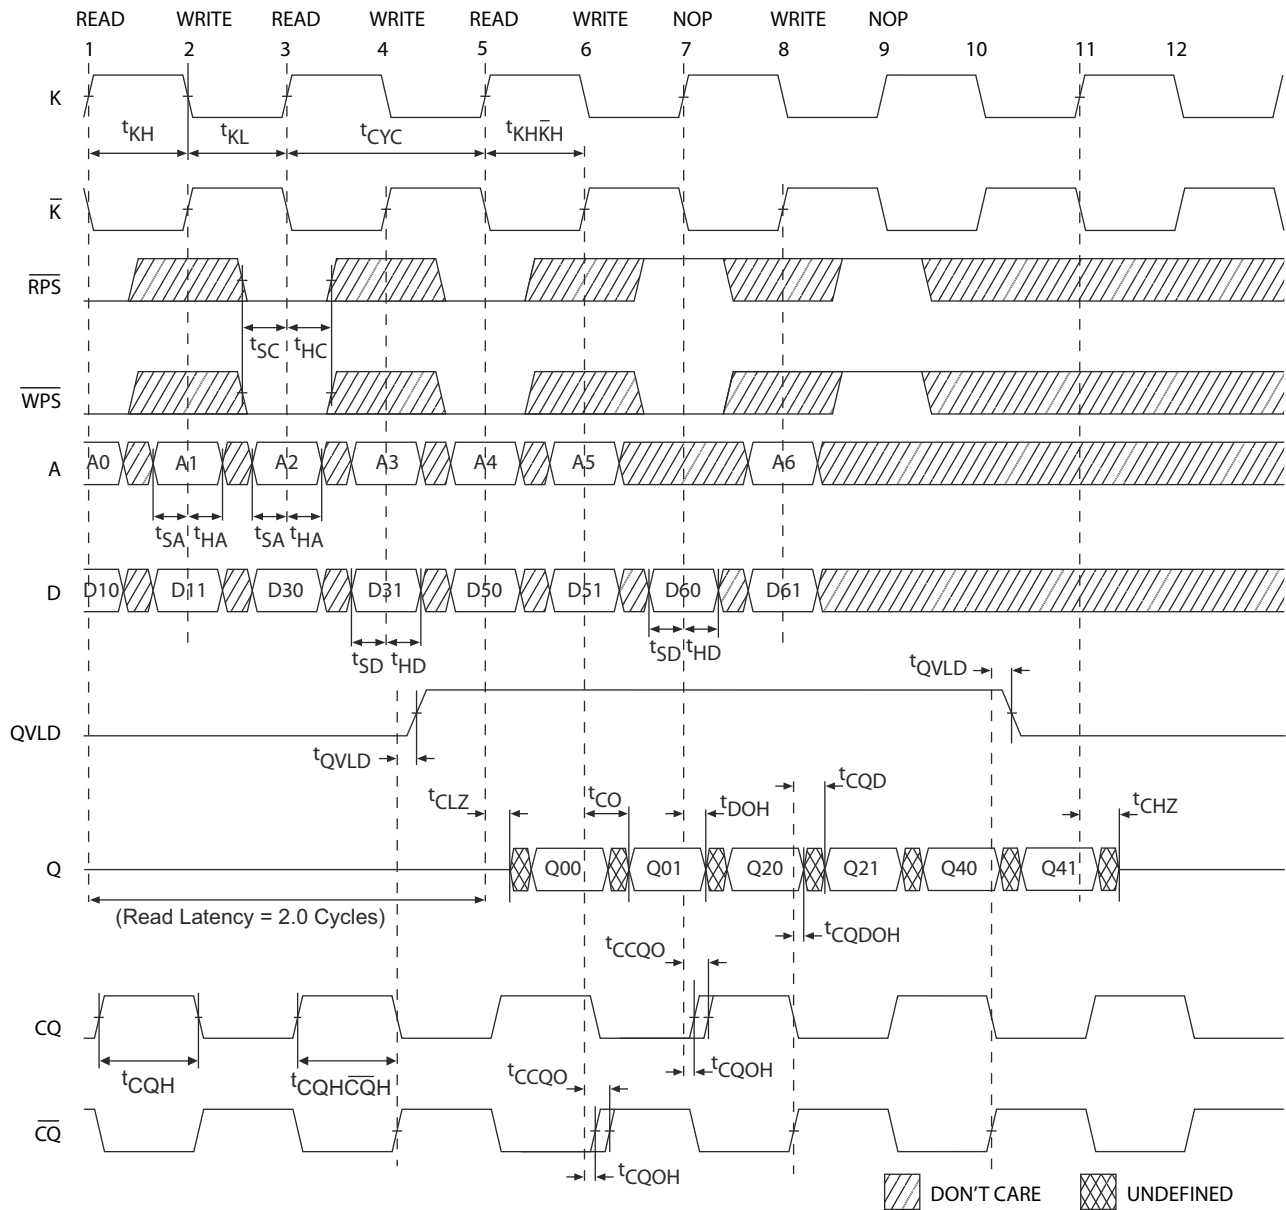 READ WRITE READ WRITE READ WRITE NOP WRITE NOP
1 2 3 4 5 6 7 8 9 10 11 12
K
tKH tKL tCYC tKHK̅H
K̅
R̅P̅S̅
tSC tHC
W̅P̅S̅
A A0 A1 A2 A3 A4 A5 A6
tSA tHA tSA tHA
D D10 D11 D30 D31 D50 D51 D60 D61
tSD tHD tSD tHD
tQVLD
QVLD
tQVLD
tCLZ tCO tDOH tCQD tCHZ
Q Q00 Q01 Q20 Q21 Q40 Q41
(Read Latency = 2.0 Cycles)
tCQDOH
tCCQO
CQ
tCQH tCQHC̅Q̅H tCCQO tCQOH
C̅Q̅
tCQOH
DON'T CARE UNDEFINED